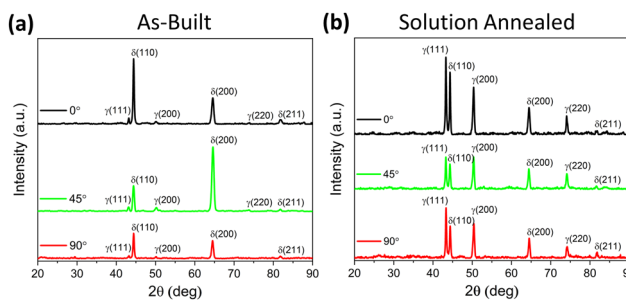 (a) As-Built
δ(110)
γ(111) γ(200) δ(200) γ(220) δ(211)
0°
δ(200)
45° γ(111) δ(110) γ(200) γ(220) δ(211)
90° γ(111) δ(110) γ(200) δ(200) δ(211)
Intensity (a.u.)
20 30 40 50 60 70 80 90
2θ (deg)
(b) Solution Annealed
γ(111)
δ(110)
γ(200)
δ(200)
γ(220)
δ(211)
0°
45° γ(111) δ(110) γ(200) δ(200) γ(220) δ(211)
90° γ(111) δ(110) γ(200) δ(200) γ(220) δ(211)
Intensity (a.u.)
20 30 40 50 60 70 80 90
2θ (deg)